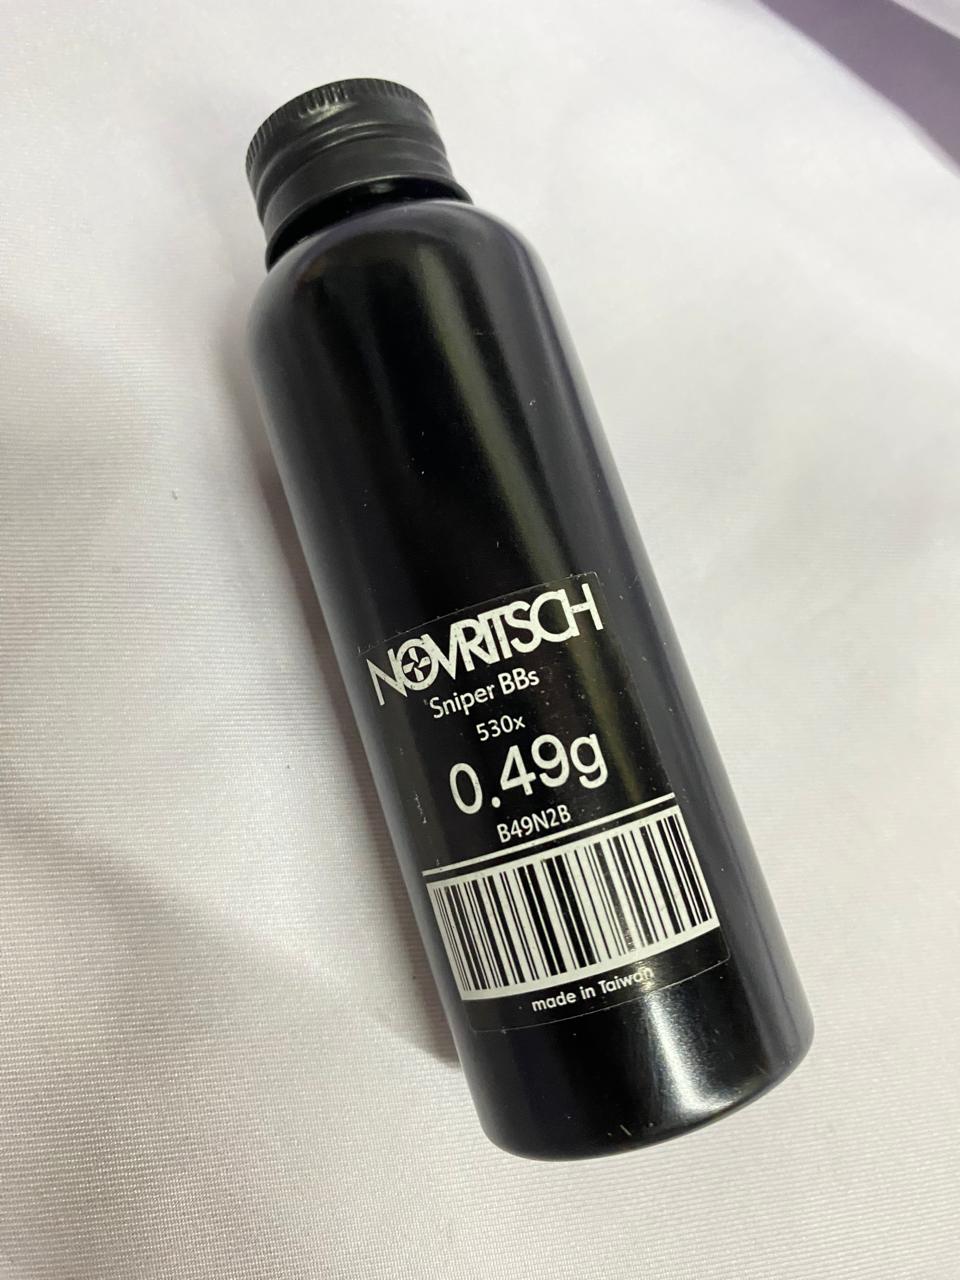 NOVRITSCH
Sniper BBs
530x
0.49g
B49N2B
made in Taiwan